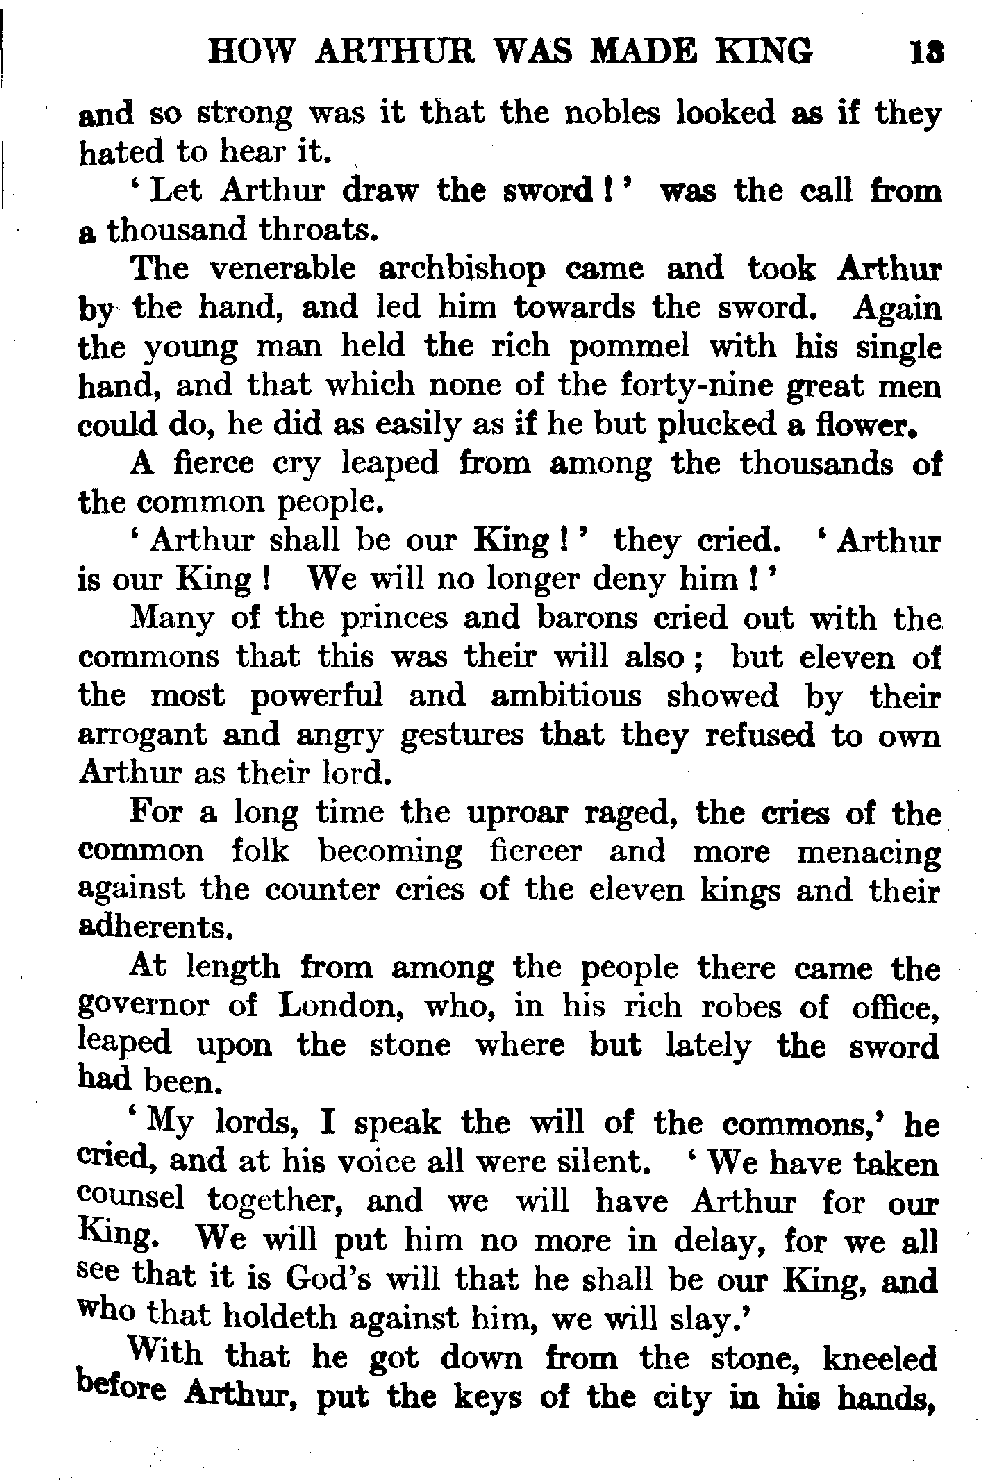 HOW ARTHUR WAS MADE KING 13
and so strong was it that the nobles looked as if they
hated to hear it.
‘ Let Arthur draw the sword ! ’ was the call from
a thousand throats.
The venerable archbishop came and took Arthur
by the hand, and led him towards the sword. Again
the young man held the rich pommel with his single
hand, and that which none of the forty-nine great men
could do, he did as easily as if he but plucked a flower.
A fierce cry leaped from among the thousands of
the common people.
‘ Arthur shall be our King ! ’ they cried. ‘ Arthur
is our King ! We will no longer deny him ! ’
Many of the princes and barons cried out with the
commons that this was their will also ; but eleven of
the most powerful and ambitious showed by their
arrogant and angry gestures that they refused to own
Arthur as their lord.
For a long time the uproar raged, the cries of the
common folk becoming fiercer and more menacing
against the counter cries of the eleven kings and their
adherents.
At length from among the people there came the
governor of London, who, in his rich robes of office,
leaped upon the stone where but lately the sword
had been.
‘ My lords, I speak the will of the commons,’ he
cried, and at his voice all were silent. ‘ We have taken
counsel together, and we will have Arthur for our
King. We will put him no more in delay, for we all
see that it is God’s will that he shall be our King, and
who that holdeth against him, we will slay.’
With that he got down from the stone, kneeled
before Arthur, put the keys of the city in his hands,